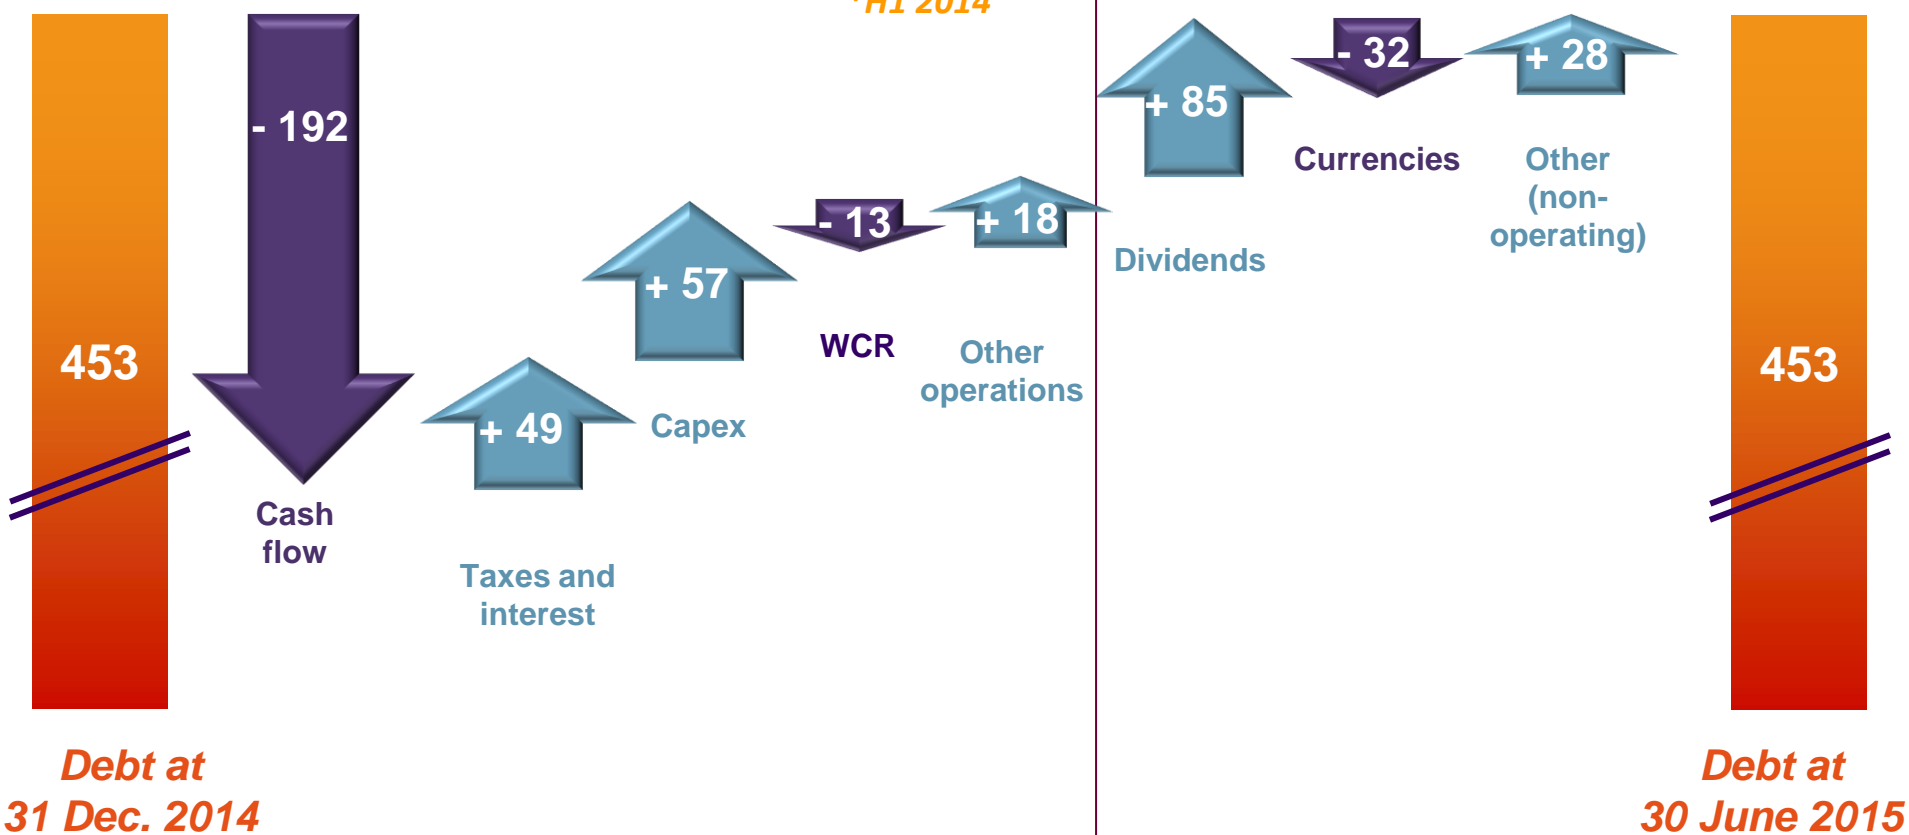 H1 2014
453
- 192
Cash
flow
+ 49
Taxes and
interest
+ 57
Capex
- 13
WCR
+ 18
Other
operations
+ 85
Dividends
- 32
Currencies
+ 28
Other
(non-
operating)
453
Debt at
31 Dec. 2014
Debt at
30 June 2015